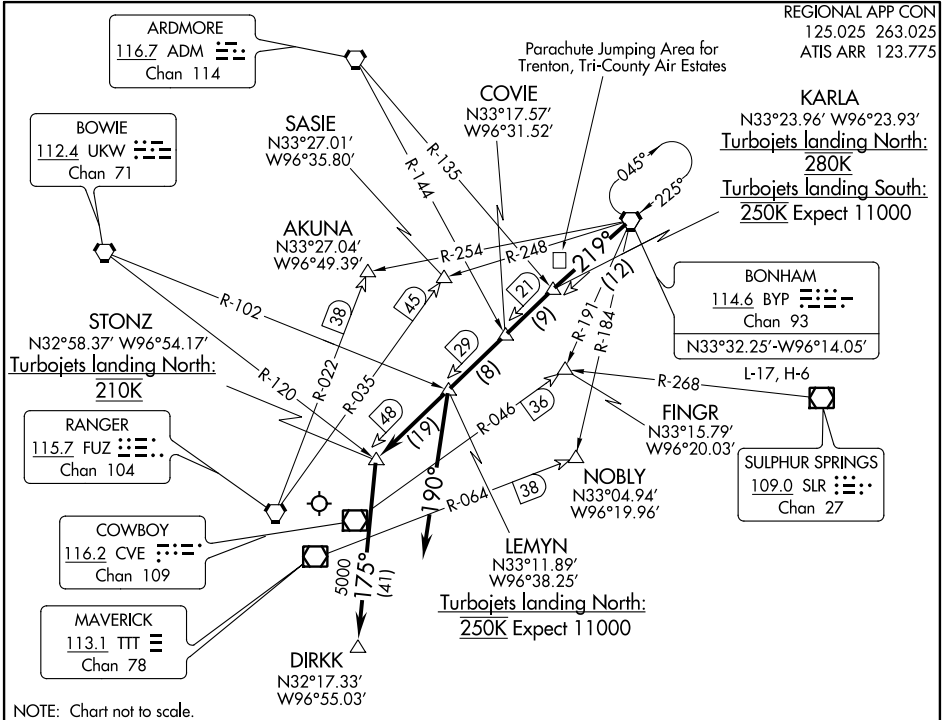 REGIONAL APP CON
125.025 263.025
ATIS ARR 123.775
ARDMORE
116.7 ADM
Chan 114
Parachute Jumping Area for
Trenton, Tri-County Air Estates
COVIE
N33°17.57'
W96°31.52'
KARLA
N33°23.96' W96°23.93'
Turbojets landing North:
280K
Turbojets landing South:
250K Expect 11000
SASIE
N33°27.01'
W96°35.80'
BOWIE
112.4 UKW
Chan 71
AKUNA
N33°27.04'
W96°49.39'
R-135
R-144
045°
225°
R-254
R-248
219°
(12)
R-191
R-184
BONHAM
114.6 BYP
Chan 93
N33°32.25'-W96°14.05'
L-17, H-6
R-102
38
45
21
(9)
STONZ
N32°58.37' W96°54.17'
Turbojets landing North:
210K
R-120
R-022
R-035
29
(8)
48
(19)
R-046
36
R-268
FINGR
N33°15.79'
W96°20.03'
RANGER
115.7 FUZ
Chan 104
SULPHUR SPRINGS
109.0 SLR
Chan 27
NOBLY
N33°04.94'
W96°19.96'
R-064
38
190°
COWBOY
116.2 CVE
Chan 109
5000
175°
(41)
LEMYN
N33°11.89'
W96°38.25'
Turbojets landing North:
250K Expect 11000
MAVERICK
113.1 TTT
Chan 78
DIRKK
N32°17.33'
W96°55.03'
NOTE: Chart not to scale.